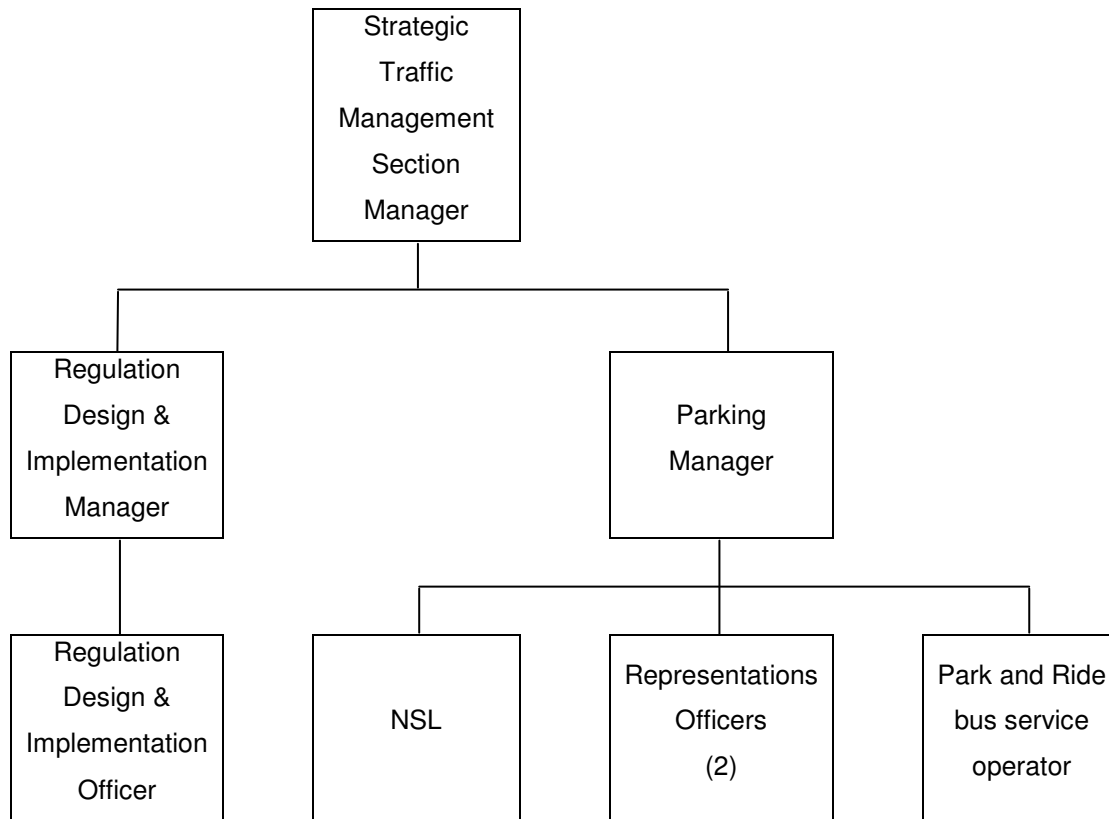 Strategic
Traffic
Management
Section
Manager
Regulation
Design &
Implementation
Manager
Parking
Manager
Regulation
Design &
Implementation
Officer
NSL
Representations
Officers
(2)
Park and Ride
bus service
operator